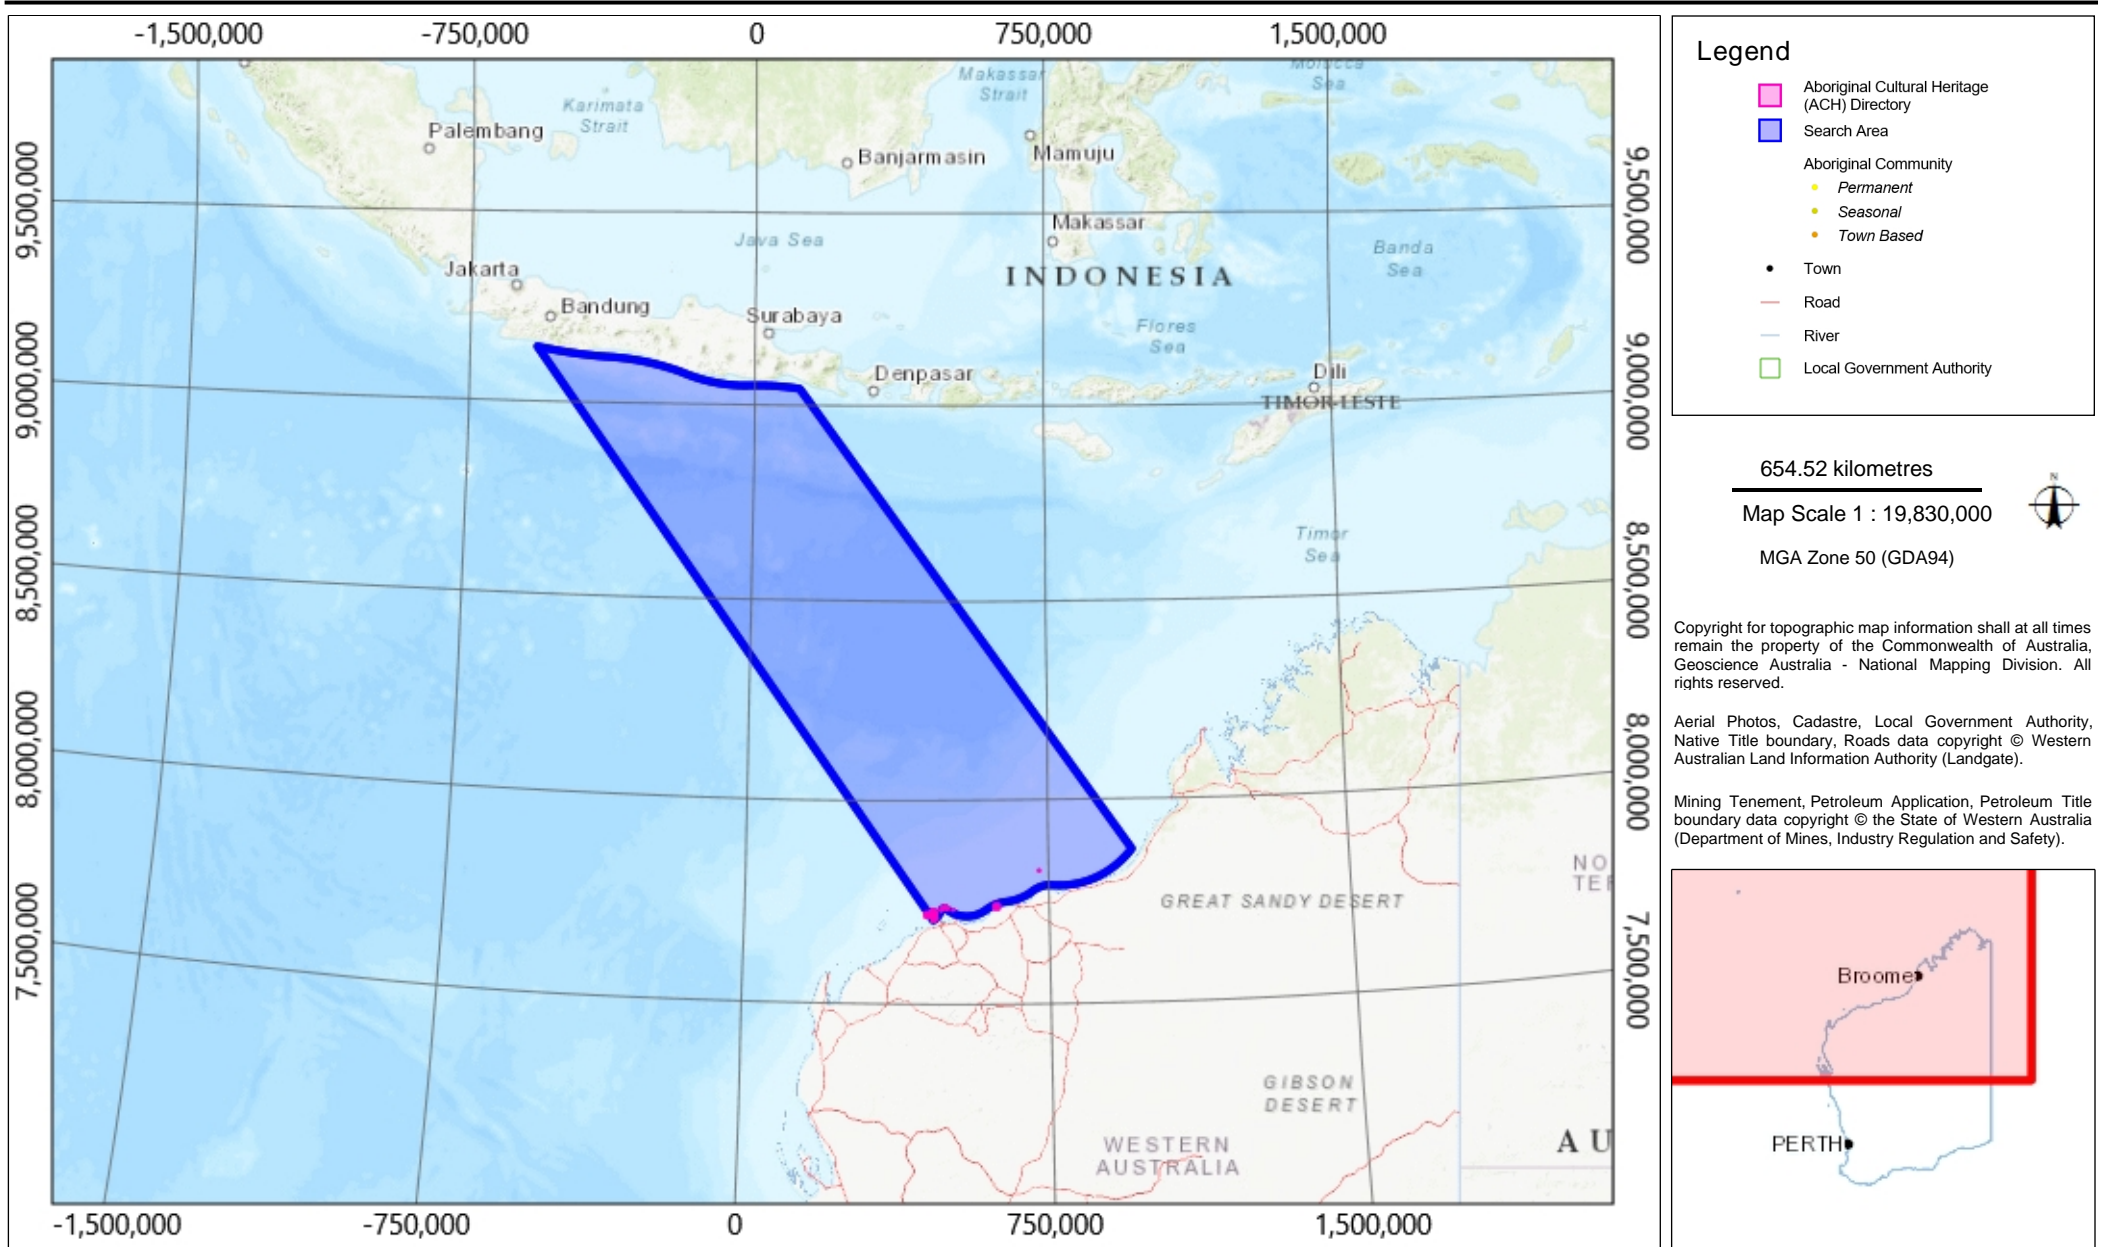 -1,500,000 -750,000 0 750,000 1,500,000
Makassar
Strait
Molucca
Sea
Karimata
Strait
Palembang
Banjarmasin
Mamuju
9,500,000
9,500,000
Makassar
Java Sea
Banda
Sea
Jakarta
INDONESIA
Bandung
Surabaya
Flores
Sea
9,000,000
9,000,000
Denpasar
Dili
TIMOR-LESTE
8,500,000
8,500,000
Timor
Sea
8,000,000
8,000,000
NO
TER
GREAT SANDY DESERT
7,500,000
7,500,000
GIBSON
DESERT
WESTERN
AUSTRALIA
AU
-1,500,000 -750,000 0 750,000 1,500,000
Legend
Aboriginal Cultural Heritage
(ACH) Directory
Search Area
Aboriginal Community
Permanent
Seasonal
Town Based
Town
Road
River
Local Government Authority
654.52 kilometres
Map Scale 1 : 19,830,000
N
MGA Zone 50 (GDA94)
Copyright for topographic map information shall at all times
remain the property of the Commonwealth of Australia,
Geoscience Australia - National Mapping Division. All
rights reserved.
Aerial Photos, Cadastre, Local Government Authority,
Native Title boundary, Roads data copyright © Western
Australian Land Information Authority (Landgate).
Mining Tenement, Petroleum Application, Petroleum Title
boundary data copyright © the State of Western Australia
(Department of Mines, Industry Regulation and Safety).
Broome
PERTH